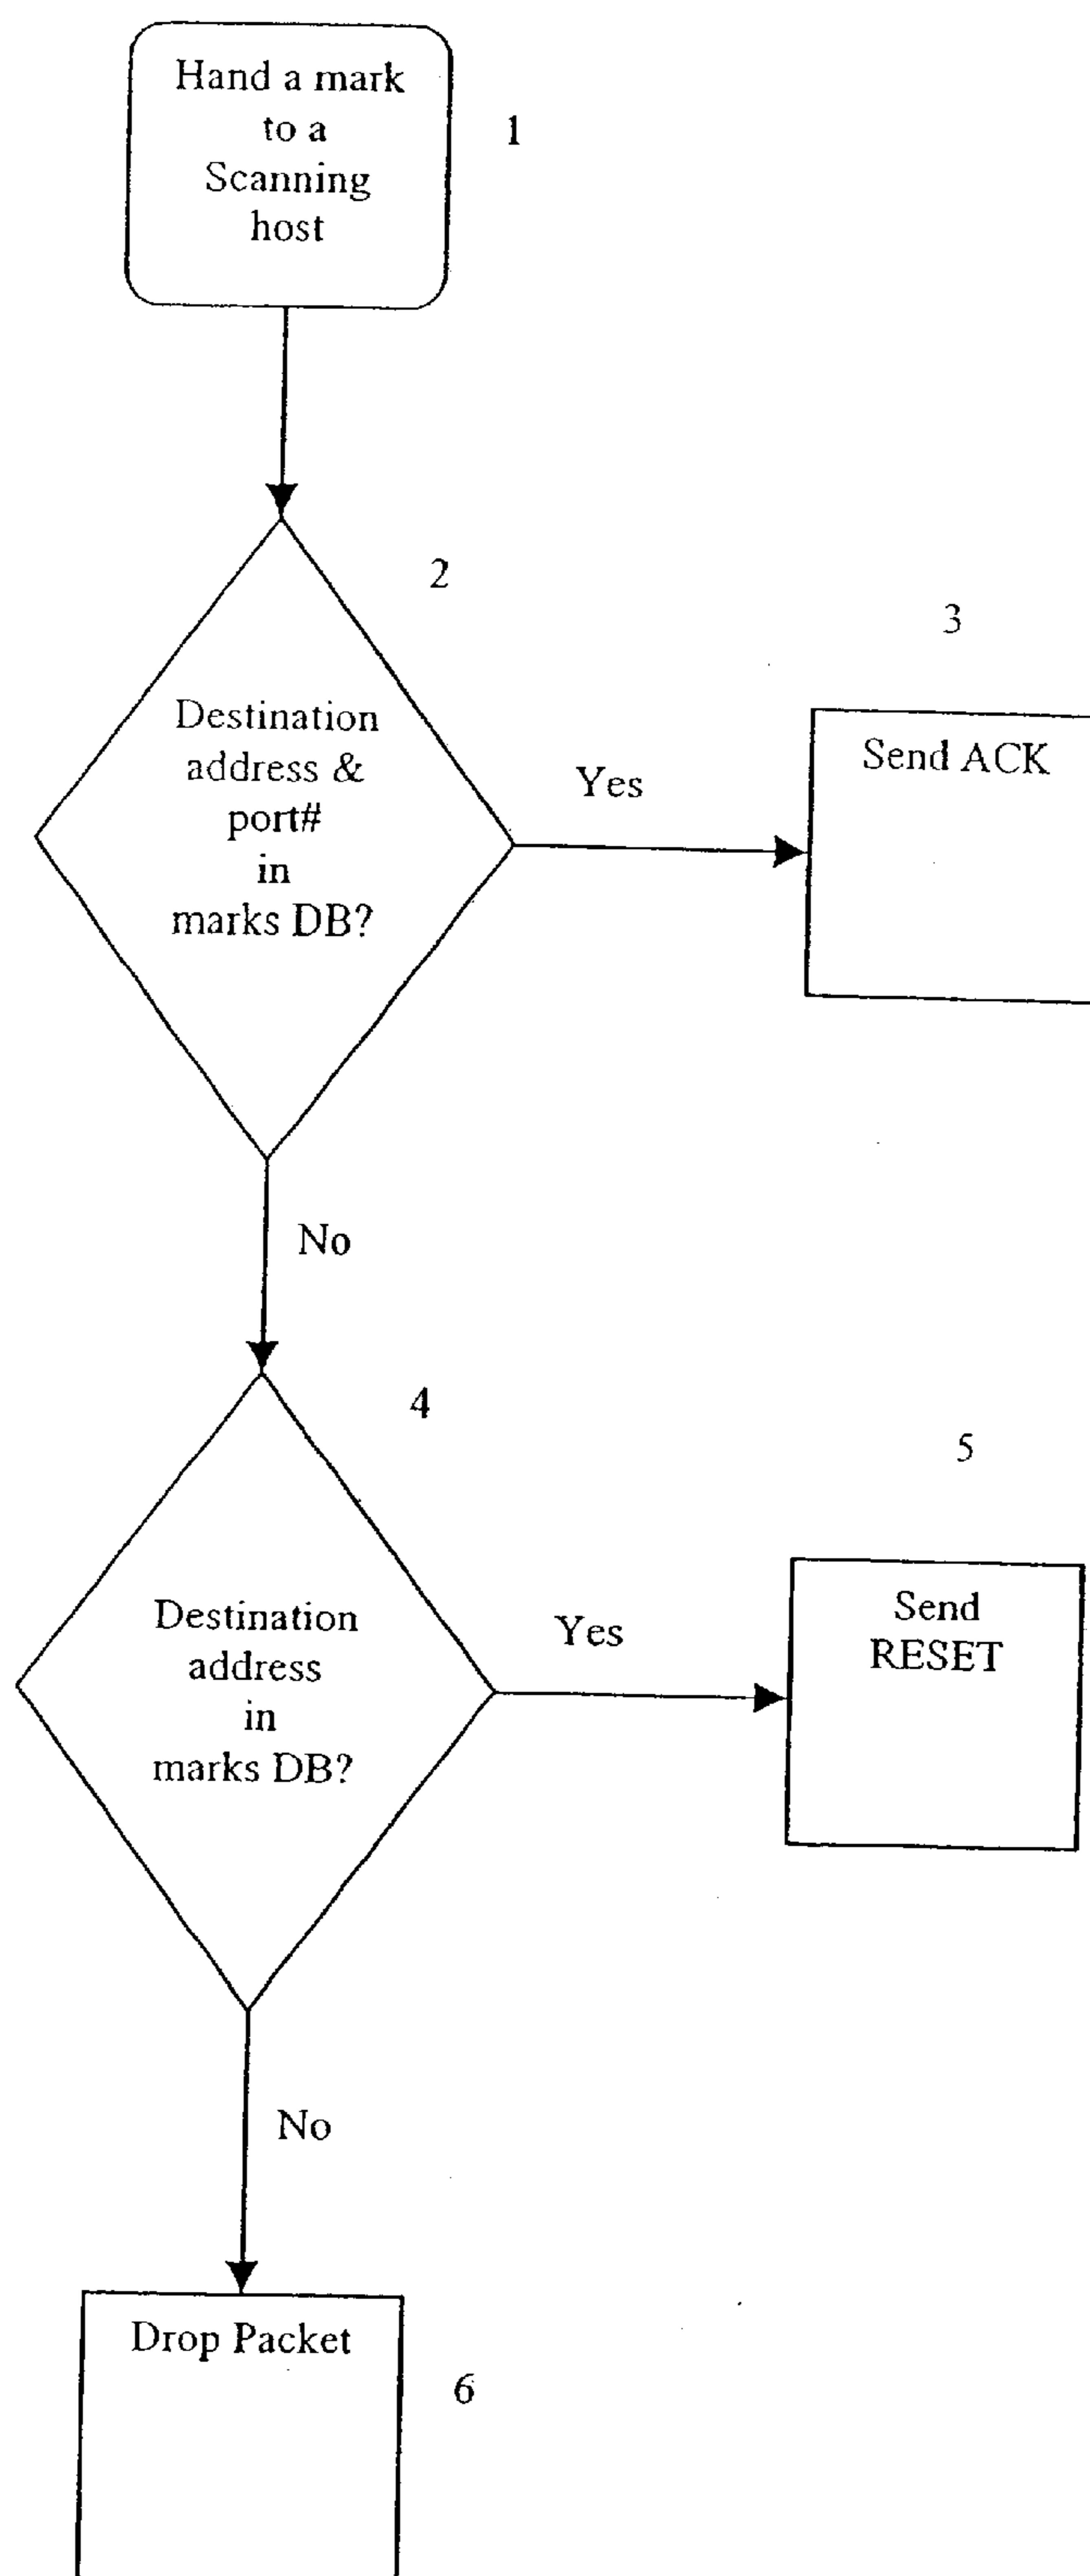 Hand a mark
to a
Scanning
host
1
2
Destination
address &
port#
in
marks DB?
Yes
3
Send ACK
No
4
Destination
address
in
marks DB?
Yes
5
Send
RESET
No
Drop Packet
6